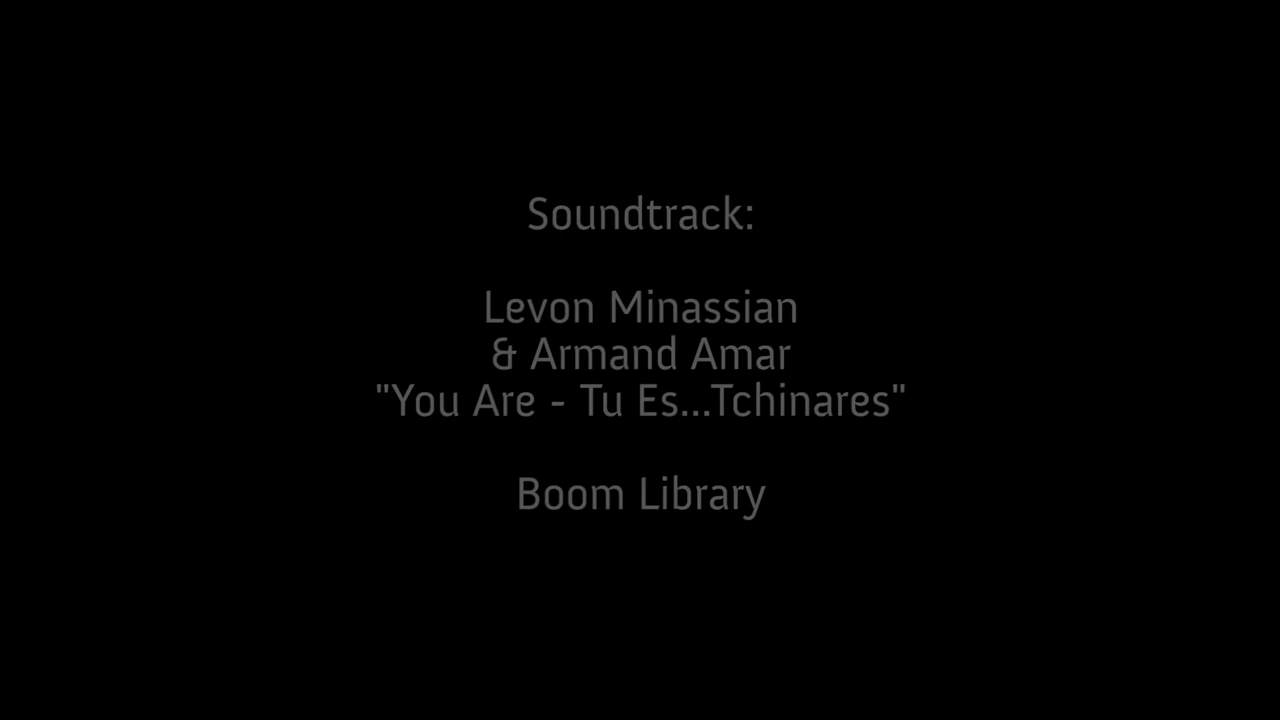 Soundtrack:
Levon Minassian
& Armand Amar
"You Are - Tu Es...Tchinares"
Boom Library